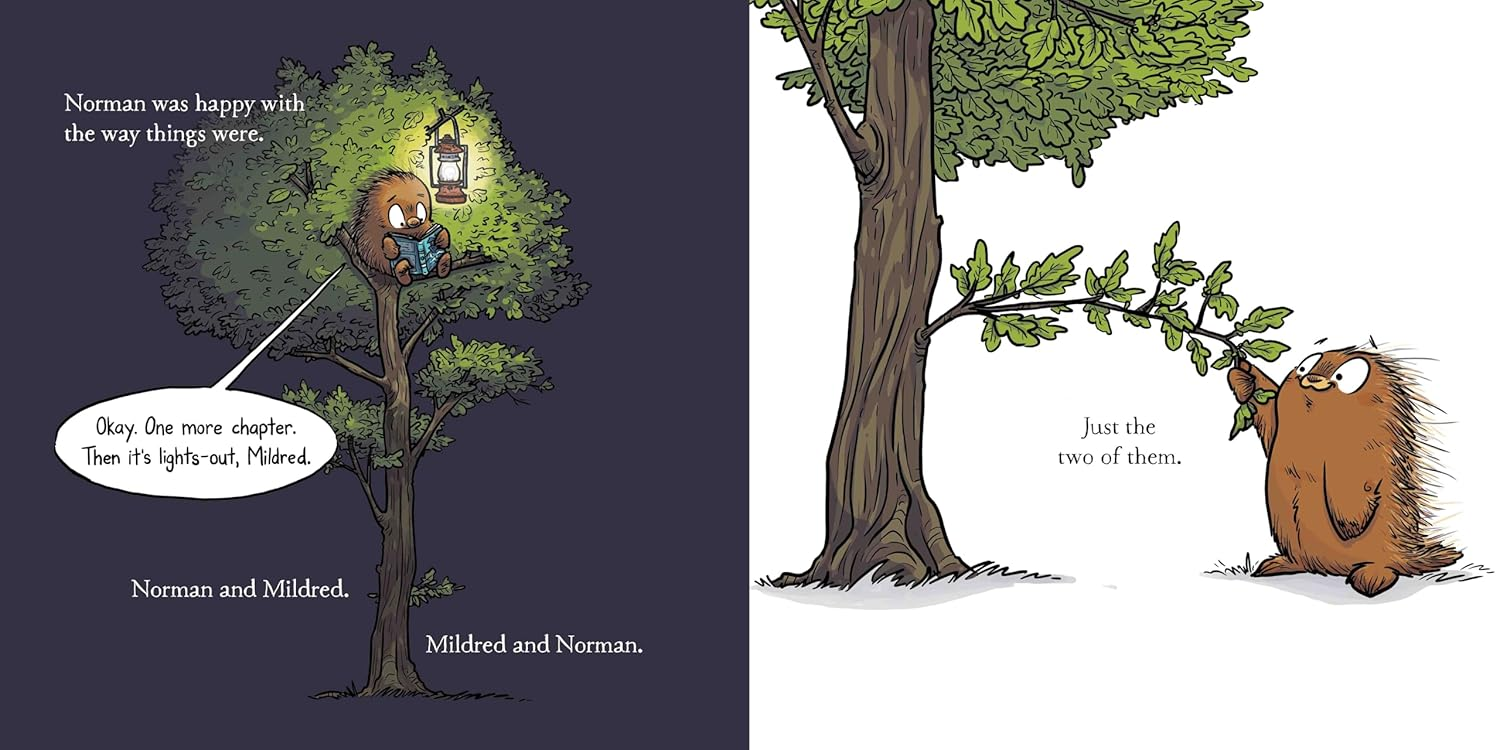 Norman was happy with
the way things were.
Okay. One more chapter.
Then it's lights-out, Mildred.
Norman and Mildred.
Mildred and Norman.
Just the
two of them.